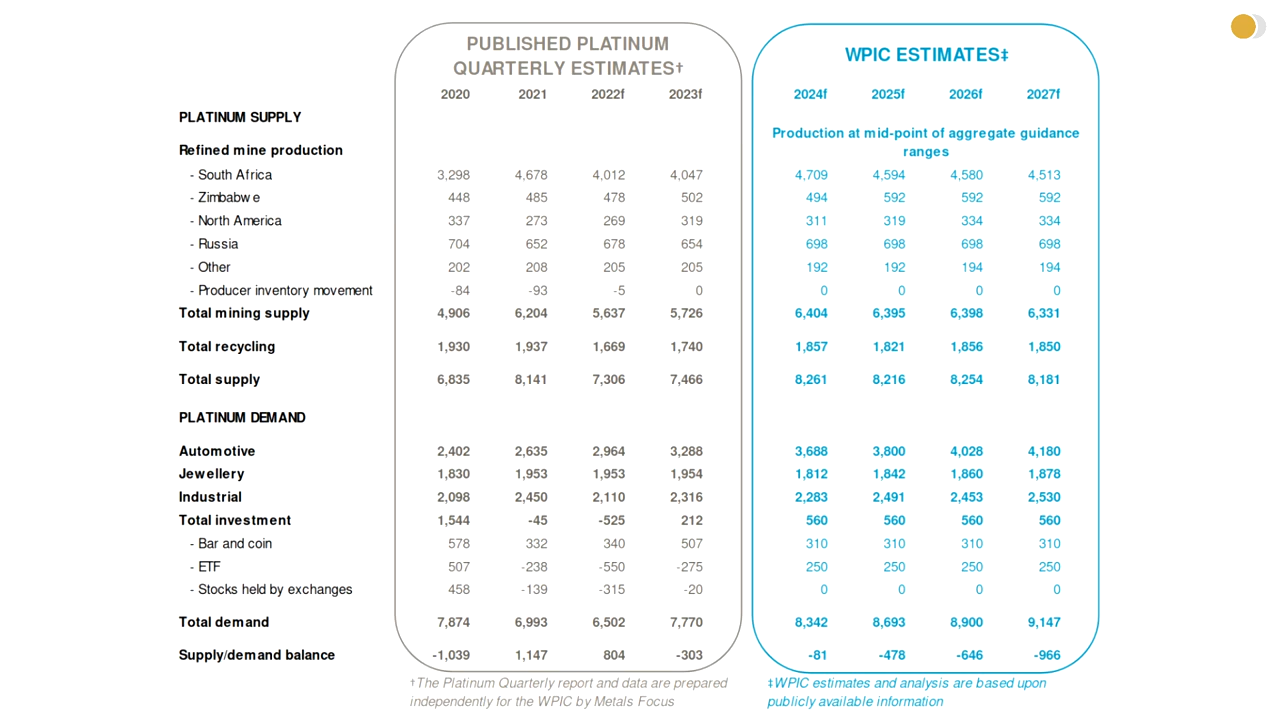 PUBLISHED PLATINUM
QUARTERLY ESTIMATES†
WPIC ESTIMATES‡
2020 2021 2022f 2023f 2024f 2025f 2026f 2027f
PLATINUM SUPPLY
Production at mid-point of aggregate guidance
ranges
Refined mine production
- South Africa 3,298 4,678 4,012 4,047 4,709 4,594 4,580 4,513
- Zimbabwe 448 485 478 502 494 592 592 592
- North America 337 273 269 319 311 319 334 334
- Russia 704 652 678 654 698 698 698 698
- Other 202 208 205 205 192 192 194 194
- Producer inventory movement -84 -93 -5 0 0 0 0 0
Total mining supply 4,906 6,204 5,637 5,726 6,404 6,395 6,398 6,331
Total recycling 1,930 1,937 1,669 1,740 1,857 1,821 1,856 1,850
Total supply 6,835 8,141 7,306 7,466 8,261 8,216 8,254 8,181
PLATINUM DEMAND
Automotive 2,402 2,635 2,964 3,288 3,688 3,800 4,028 4,180
Jewellery 1,830 1,953 1,953 1,954 1,812 1,842 1,860 1,878
Industrial 2,098 2,450 2,110 2,316 2,283 2,491 2,453 2,530
Total investment 1,544 -45 -525 212 560 560 560 560
- Bar and coin 578 332 340 507 310 310 310 310
- ETF 507 -238 -550 -275 250 250 250 250
- Stocks held by exchanges 458 -139 -315 -20 0 0 0 0
Total demand 7,874 6,993 6,502 7,770 8,342 8,693 8,900 9,147
Supply/demand balance -1,039 1,147 804 -303 -81 -478 -646 -966
†The Platinum Quarterly report and data are prepared
independently for the WPIC by Metals Focus
‡WPIC estimates and analysis are based upon
publicly available information